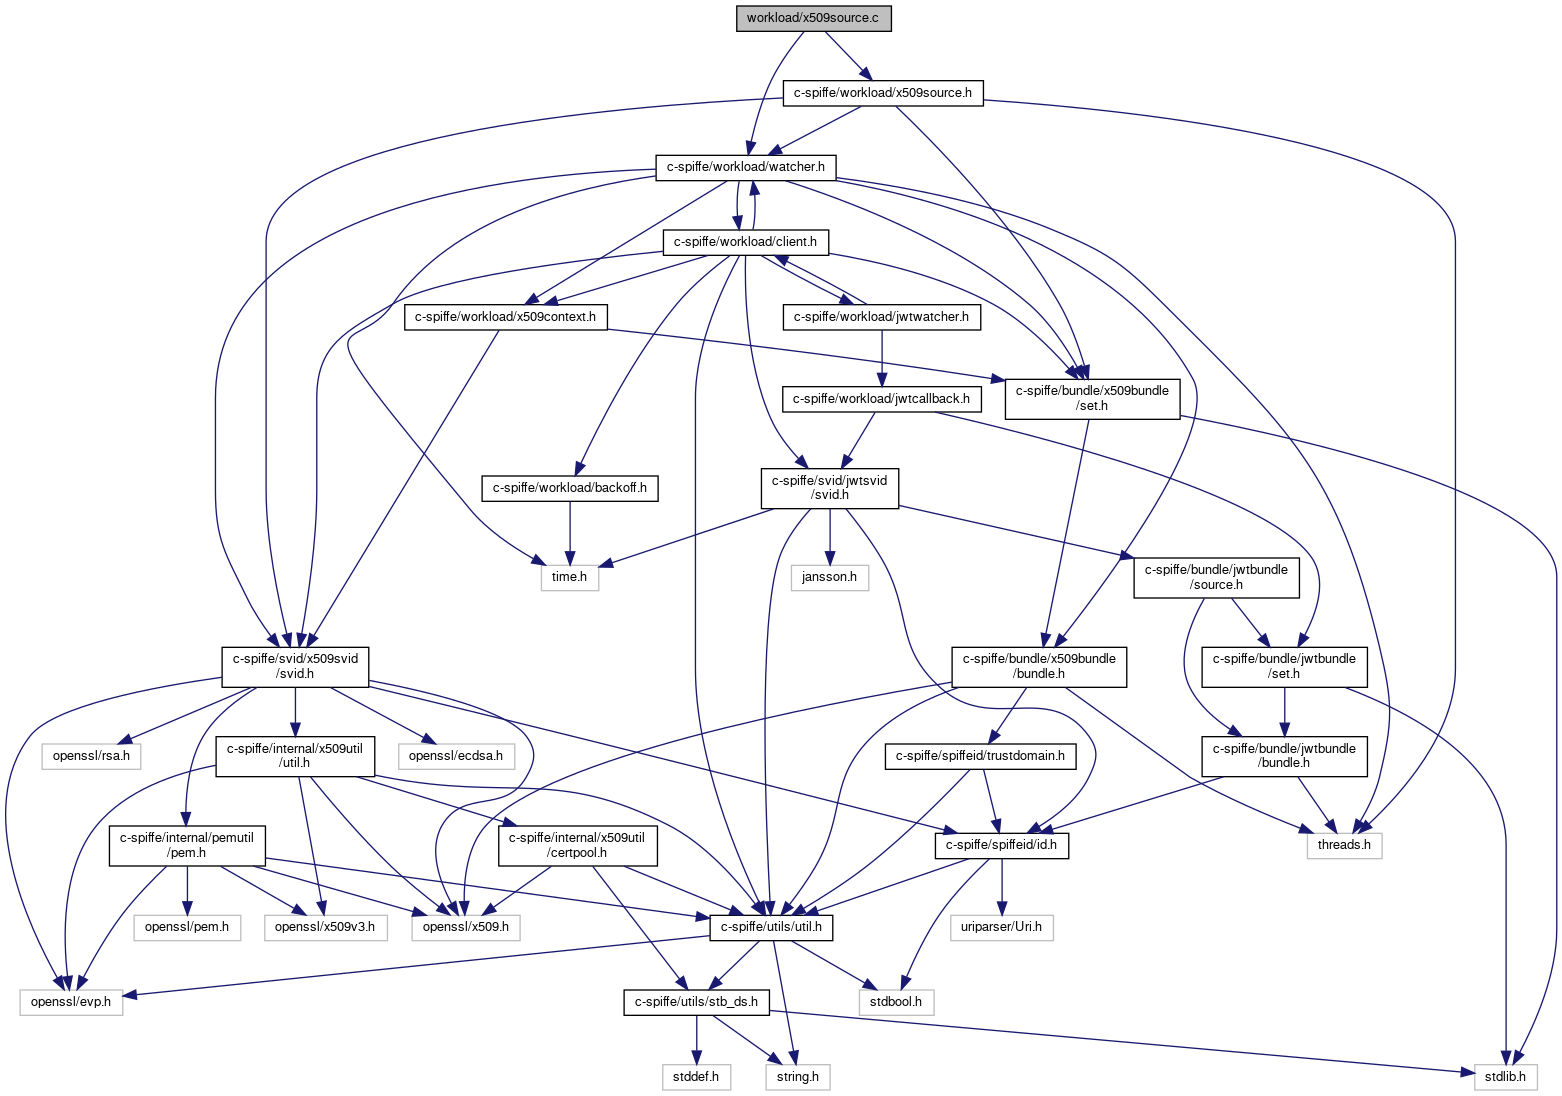 workload/x509source.c
c-spiffe/workload/x509source.h
c-spiffe/workload/watcher.h
c-spiffe/workload/client.h
c-spiffe/workload/x509context.h
c-spiffe/workload/jwtwatcher.h
c-spiffe/bundle/x509bundle
/set.h
c-spiffe/workload/jwtcallback.h
c-spiffe/workload/backoff.h
c-spiffe/svid/jwtsvid
/svid.h
time.h
jansson.h
c-spiffe/bundle/jwtbundle
/source.h
c-spiffe/svid/x509svid
/svid.h
c-spiffe/bundle/x509bundle
/bundle.h
c-spiffe/bundle/jwtbundle
/set.h
openssl/rsa.h
c-spiffe/internal/x509util
/util.h
openssl/ecdsa.h
c-spiffe/spiffeid/trustdomain.h
c-spiffe/bundle/jwtbundle
/bundle.h
c-spiffe/internal/pemutil
/pem.h
c-spiffe/internal/x509util
/certpool.h
c-spiffe/spiffeid/id.h
threads.h
openssl/pem.h
openssl/x509v3.h
openssl/x509.h
c-spiffe/utils/util.h
uriparser/Uri.h
openssl/evp.h
c-spiffe/utils/stb_ds.h
stdbool.h
stddef.h
string.h
stdlib.h